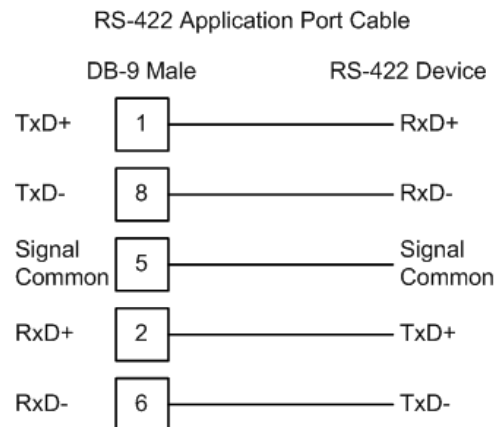 RS-422 Application Port Cable
DB-9 Male RS-422 Device
TxD+ 1 RxD+
TxD- 8 RxD-
Signal Signal
Common 5 Common
RxD+ 2 TxD+
RxD- 6 TxD-